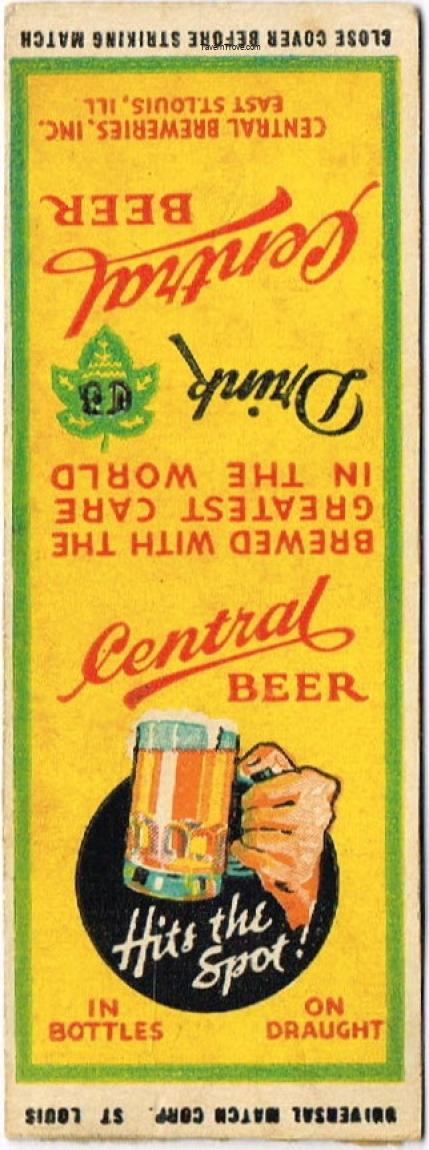 CLOSE COVER BEFORE STRIKING MATCH
TavernTrove.com
CENTRAL BREWERIES, INC.
EAST ST. LOUIS, ILL.
Central
BEER
Drink
CB
BREWED WITH THE
GREATEST CARE
IN THE WORLD
Central
BEER
Hits the
Spot!
IN
BOTTLES
ON
DRAUGHT
UNIVERSAL MATCH CORP. ST LOUIS